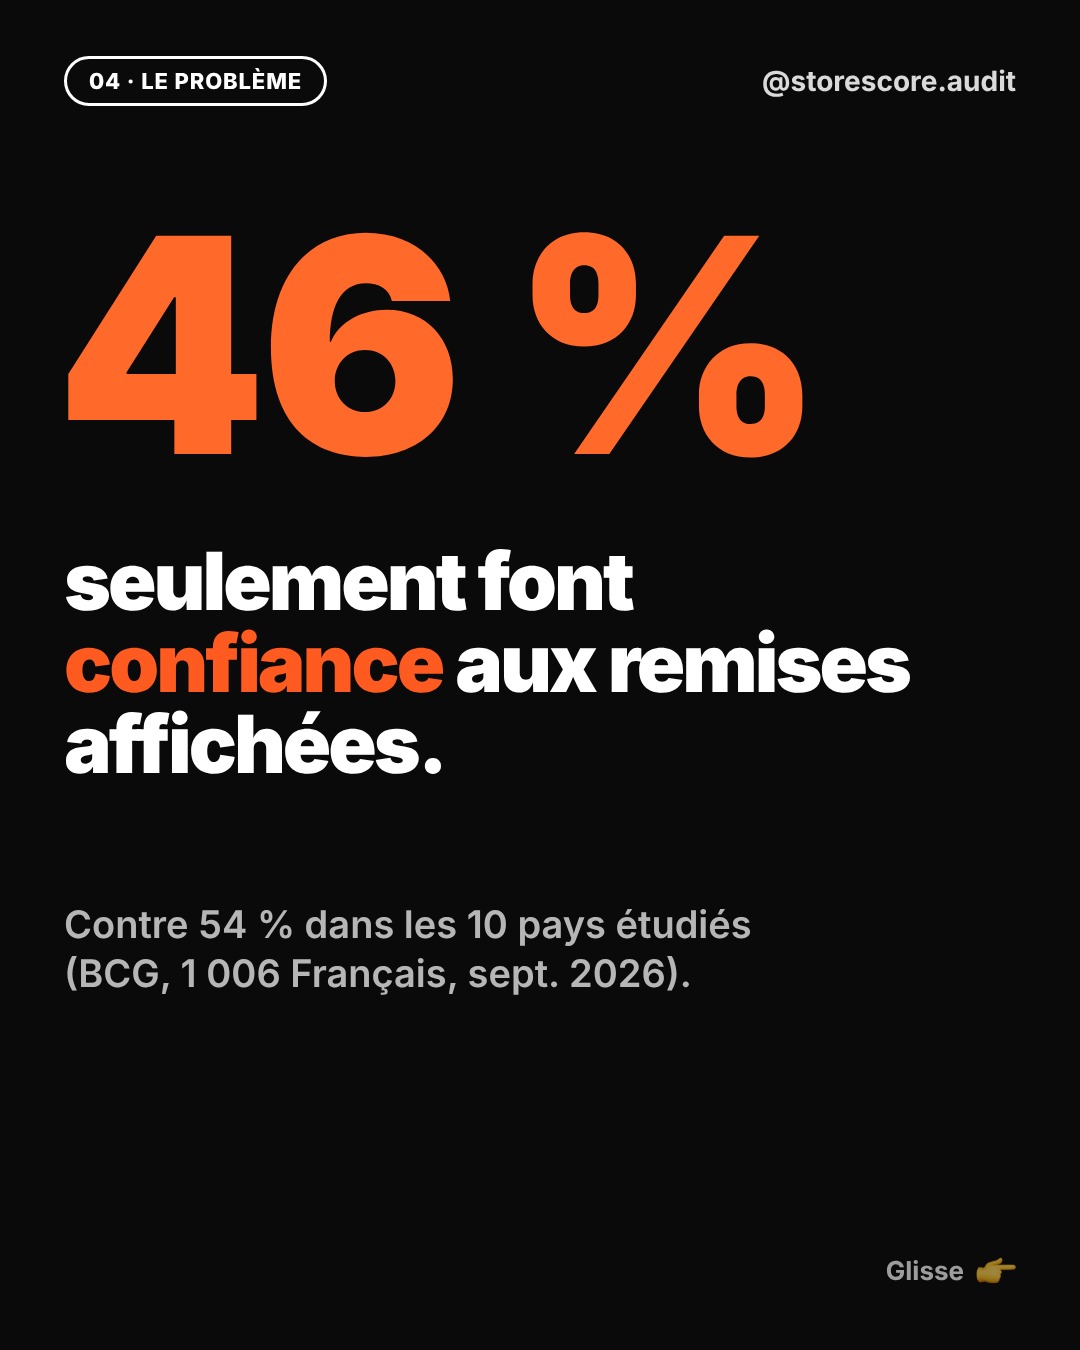 04 · LE PROBLÈME
@storescore.audit
46 %
seulement font
confiance aux remises
affichées.
Contre 54 % dans les 10 pays étudiés
(BCG, 1 006 Français, sept. 2026).
Glisse 👉